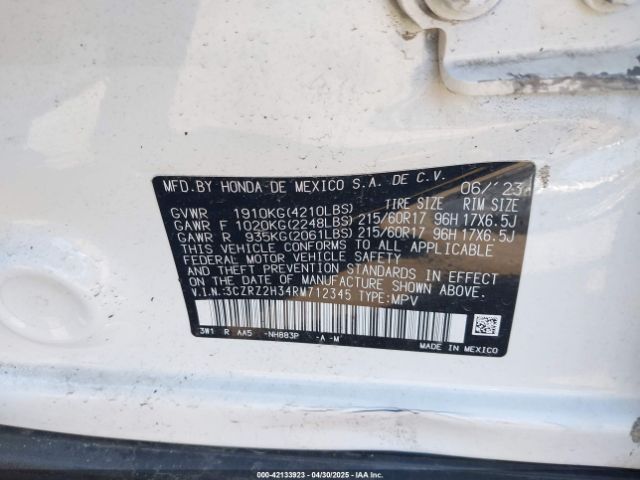 MFD.BY HONDA DE MEXICO S.A. DE C.V. 06/'23
TIRE SIZE RIM SIZE
GVWR 1910KG(4210LBS)
GAWR F 1020KG(2248LBS) 215/60R17 96H 17X6.5J
GAWR R 935KG(2061LBS) 215/60R17 96H 17X6.5J
THIS VEHICLE CONFORMS TO ALL APPLICABLE
FEDERAL MOTOR VEHICLE SAFETY
AND THEFT PREVENTION STANDARDS IN EFFECT
ON THE DATE OF MANUFACTURE SHOWN ABOVE.
V.I.N:3CZRZ2H34RM712345 TYPE:MPV
3W1 R AA5 -NH883P -A -M
MADE IN MEXICO
000-42133923 | 04/30/2025 - IAA Inc.